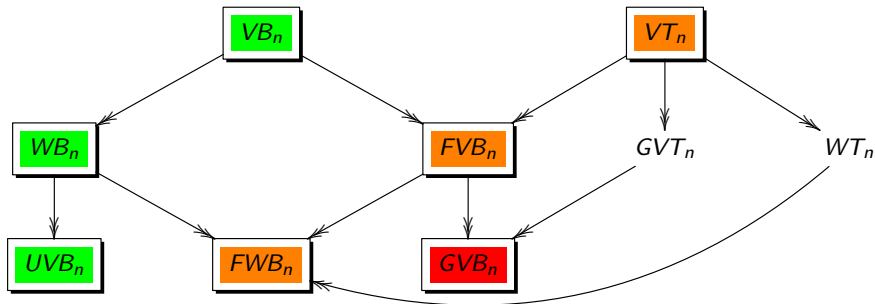 VB_n VT_n
WB_n FVB_n GVT_n WT_n
UVB_n FWB_n GVB_n